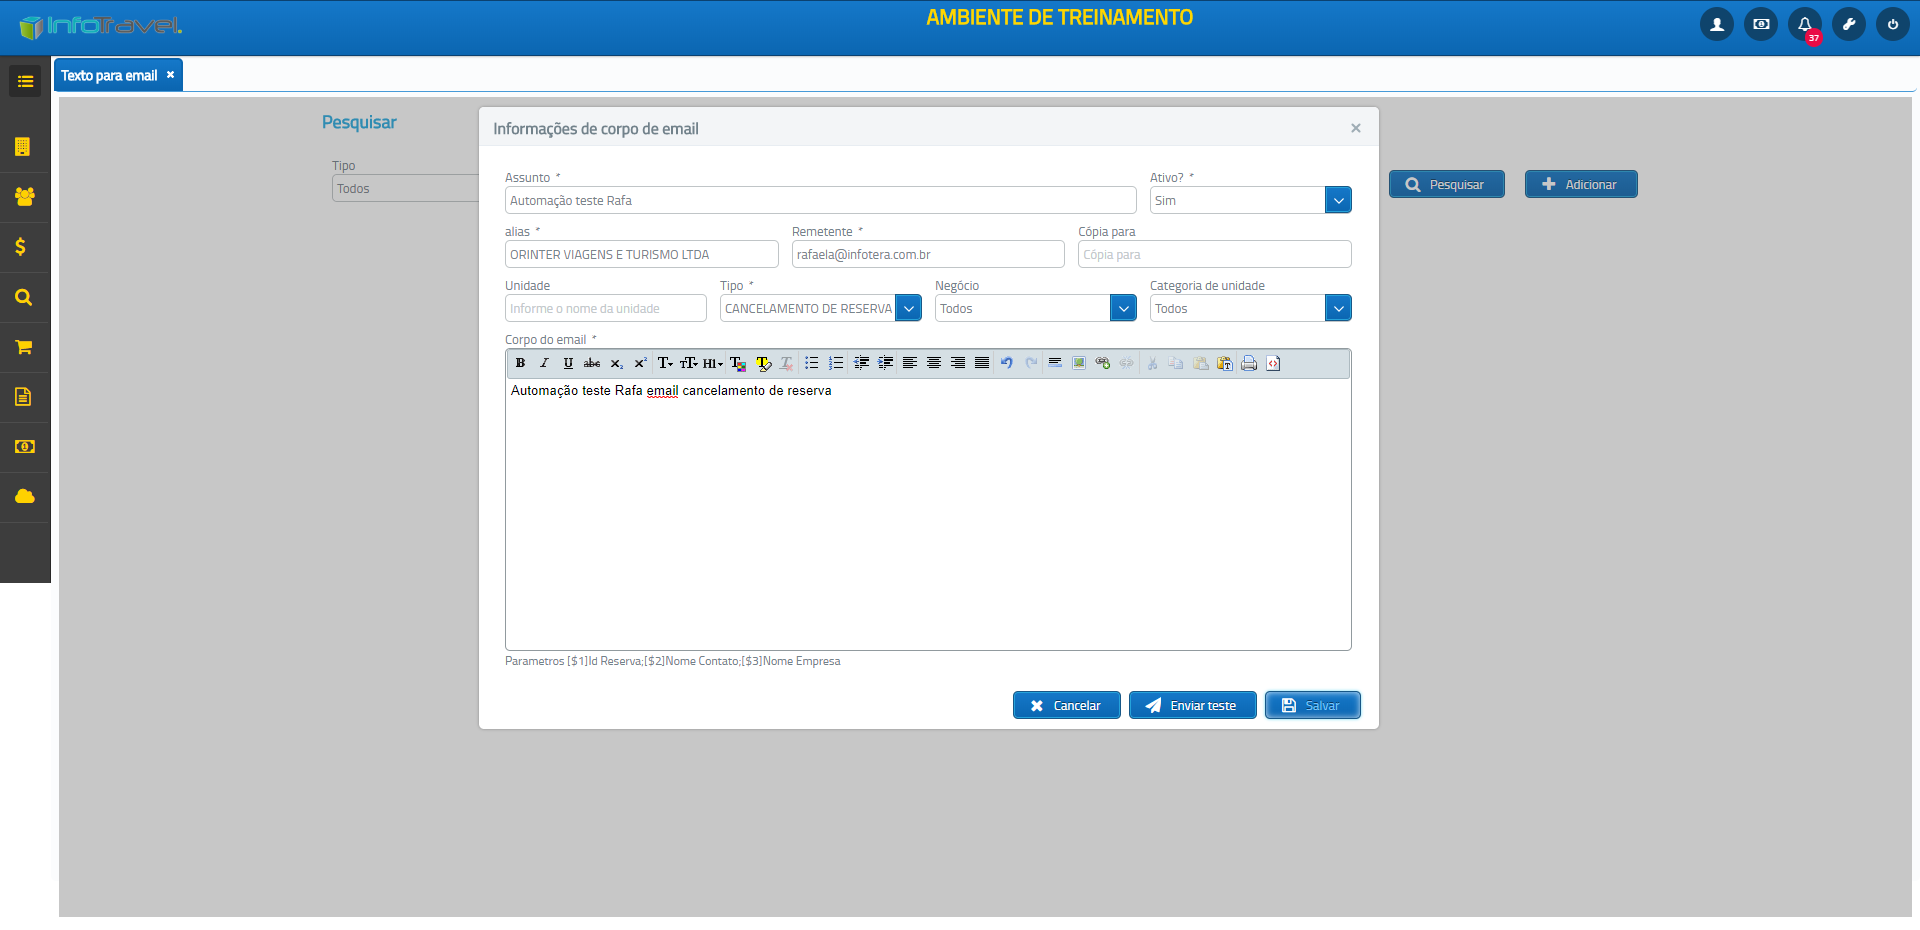 InfoTravel.
AMBIENTE DE TREINAMENTO
37
Texto para email
Pesquisar
Informações de corpo de email
Tipo
Todos
Pesquisar
Adicionar
Assunto *
Ativo? *
Automação teste Rafa
Sim
alias *
Remetente *
Cópia para
ORINTER VIAGENS E TURISMO LTDA
rafaela@infotera.com.br
Cópia para
Unidade
Tipo *
Negócio
Categoria de unidade
Informe o nome da unidade
CANCELAMENTO DE RESERVA
Todos
Todos
Corpo do email *
B I U abc x₂ x² T TT H1
Automação teste Rafa email cancelamento de reserva
Parametros [$1]Id Reserva;[$2]Nome Contato;[$3]Nome Empresa
Cancelar
Enviar teste
Salvar